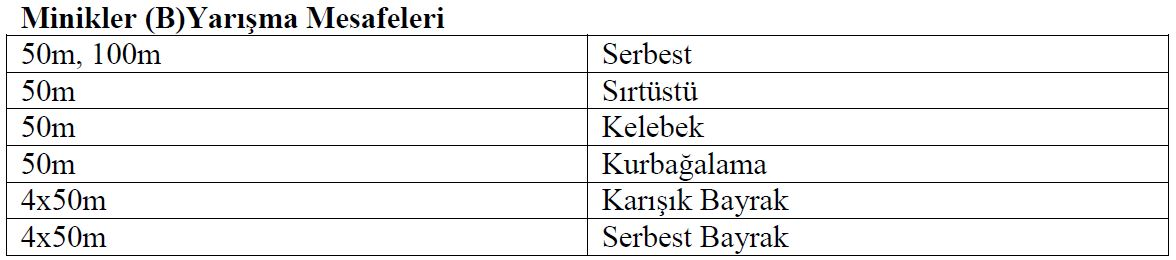 Minikler (B)Yarışma Mesafeleri
50m, 100m Serbest
50m Sırtüstü
50m Kelebek
50m Kurbağalama
4x50m Karışık Bayrak
4x50m Serbest Bayrak